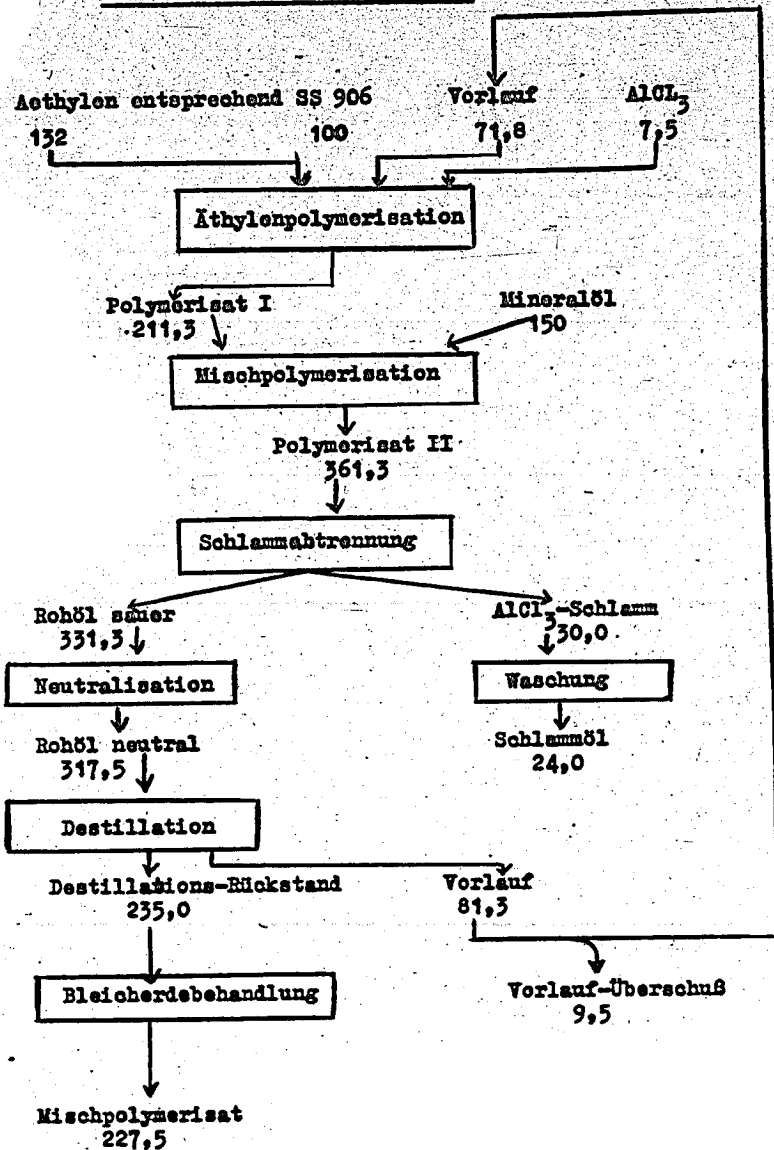 Aethylen entsprechend SS 906
132 100
Vorlauf
71,8
AlCL3
7,5
Äthylenpolymerisation
Polymerisat I
211,3
Mineralöl
150
Mischpolymerisation
Polymerisat II
361,3
Schlammabtrennung
Rohöl sauer
331,3
AlCl3-Schlamm
30,0
Neutralisation
Waschung
Rohöl neutral
317,5
Schlammöl
24,0
Destillation
Destillations-Rückstand
235,0
Vorlauf
81,3
Bleicherdebehandlung
Vorlauf-Überschuß
9,5
Mischpolymerisat
227,5